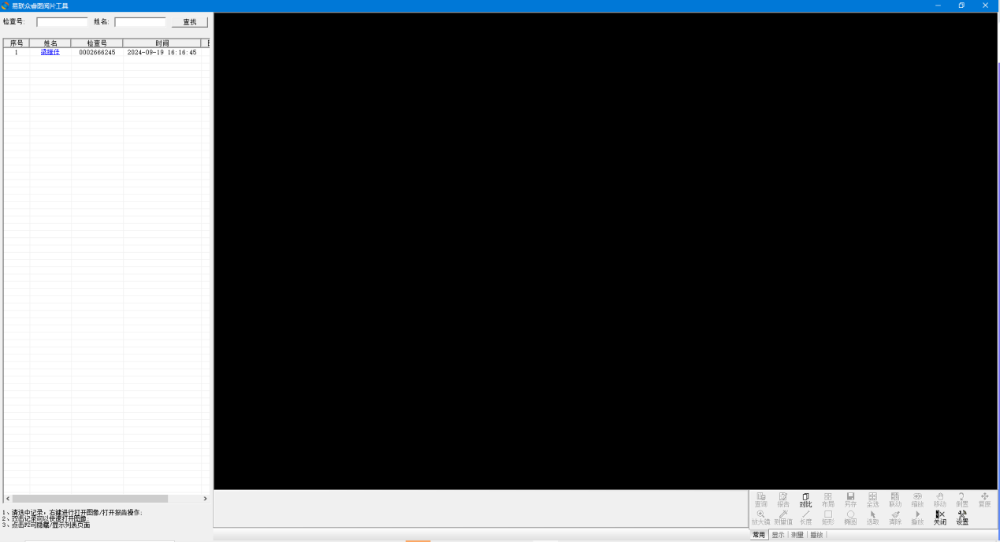 易联众睿图阅片工具
检查号: 姓名: 查找
序号 姓名 检查号 时间
1 0002666245 2024-09-19 16:16:45
1、请选中记录，右键进行打开图像/打开报告操作;
2、双击记录可以快速打开图像;
3、点击F2可隐藏/显示列表页面
查询 报告 对比 布局 另存 全选 联动 缩放 移动 倒置 复原
放大镜 测量值 长度 矩形 椭圆 选取 清除 播放 关闭 设置
常用 显示 测量 播放